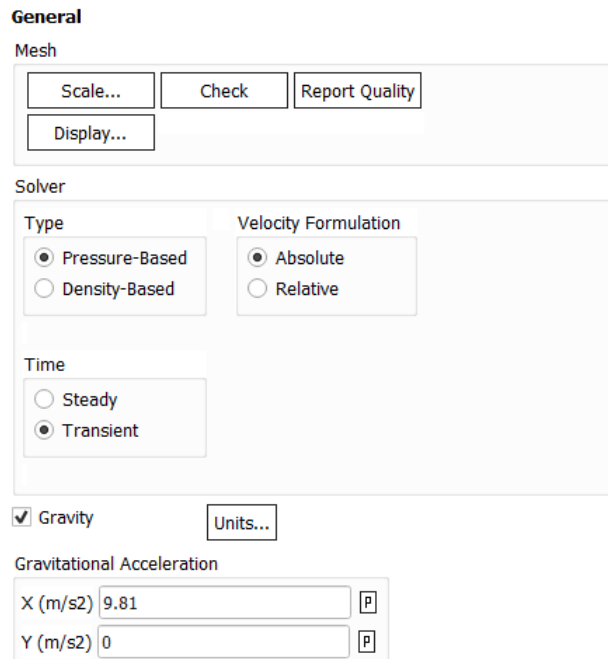 General
Mesh
Scale... Check Report Quality
Display...
Solver
Type Velocity Formulation
Pressure-Based Absolute
Density-Based Relative
Time
Steady
Transient
Gravity Units...
Gravitational Acceleration
X (m/s2) 9.81 P
Y (m/s2) 0 P